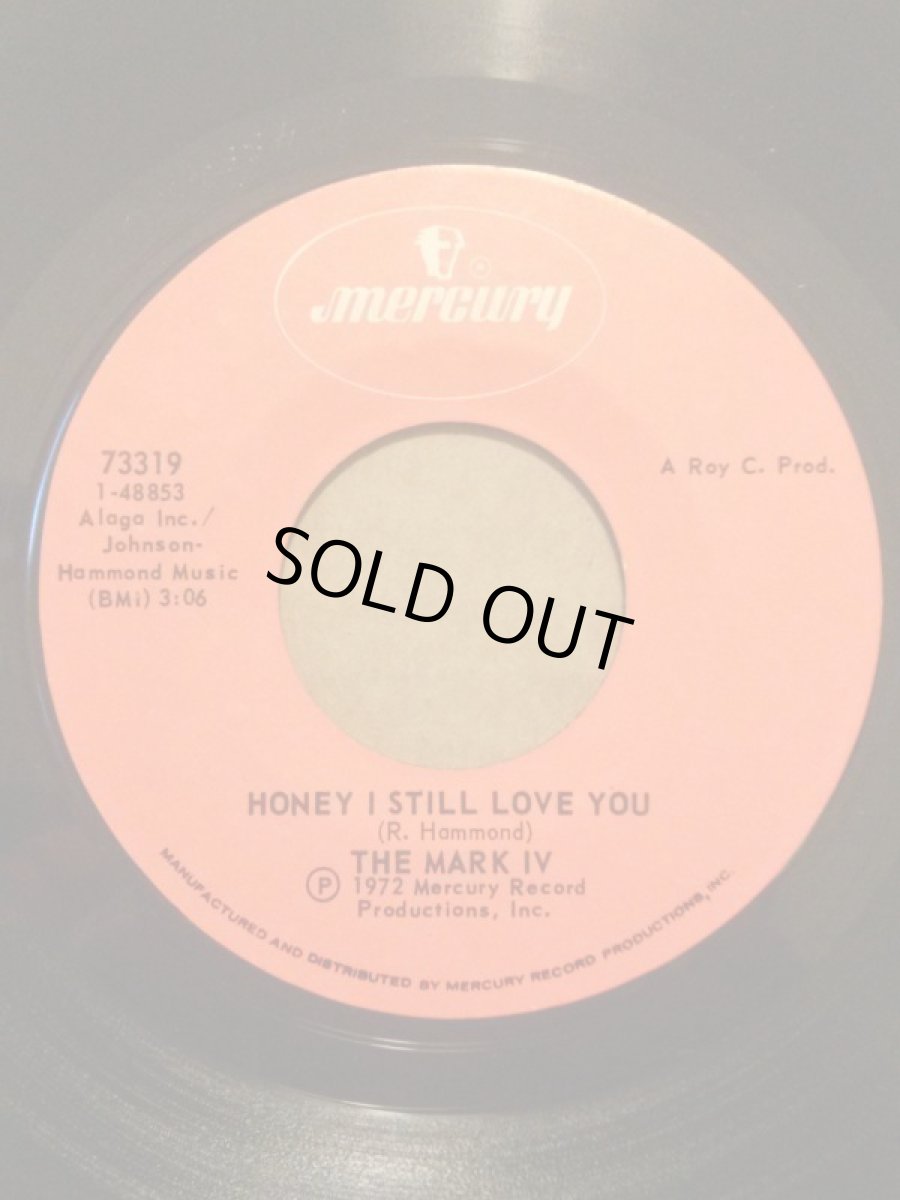 mercury
®
73319
1-48853
Alaga Inc./
Johnson-
Hammond Music
(BMi) 3:06
A Roy C. Prod.
SOLD OUT
HONEY I STILL LOVE YOU
(R. Hammond)
THE MARK IV
Ⓟ 1972 Mercury Record
Productions, Inc.
MANUFACTURED AND DISTRIBUTED BY MERCURY RECORD PRODUCTIONS, INC.